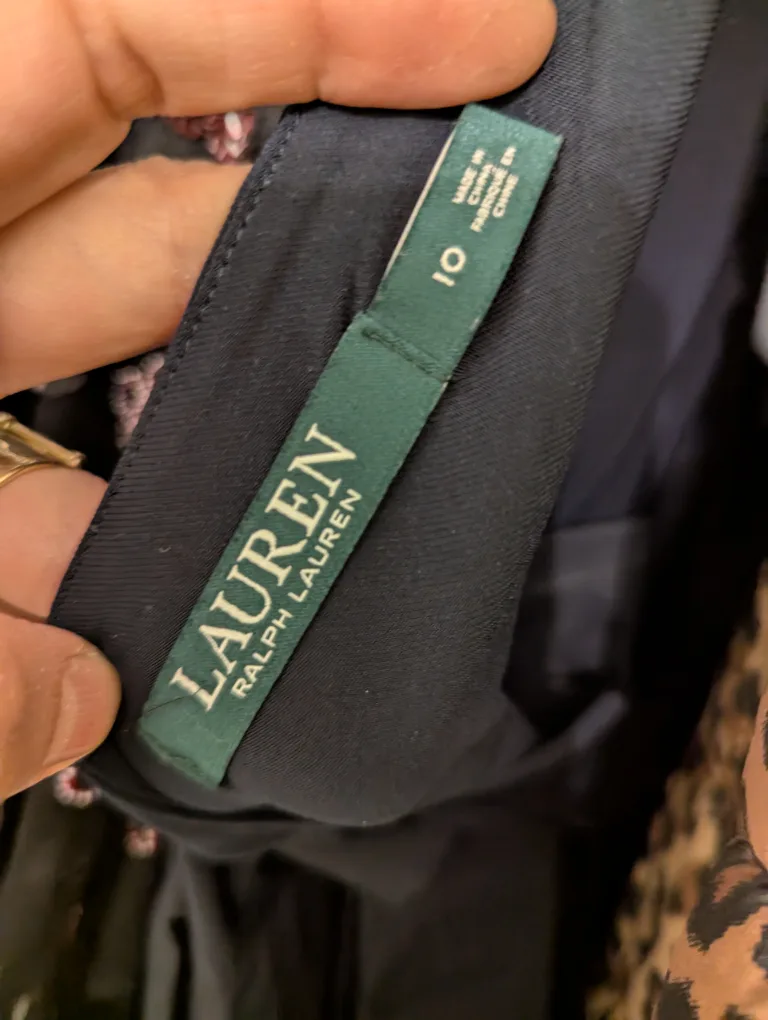 LAUREN
RALPH LAUREN
10
MADE IN
CHINA
FABRIQUÉ EN
CHINE